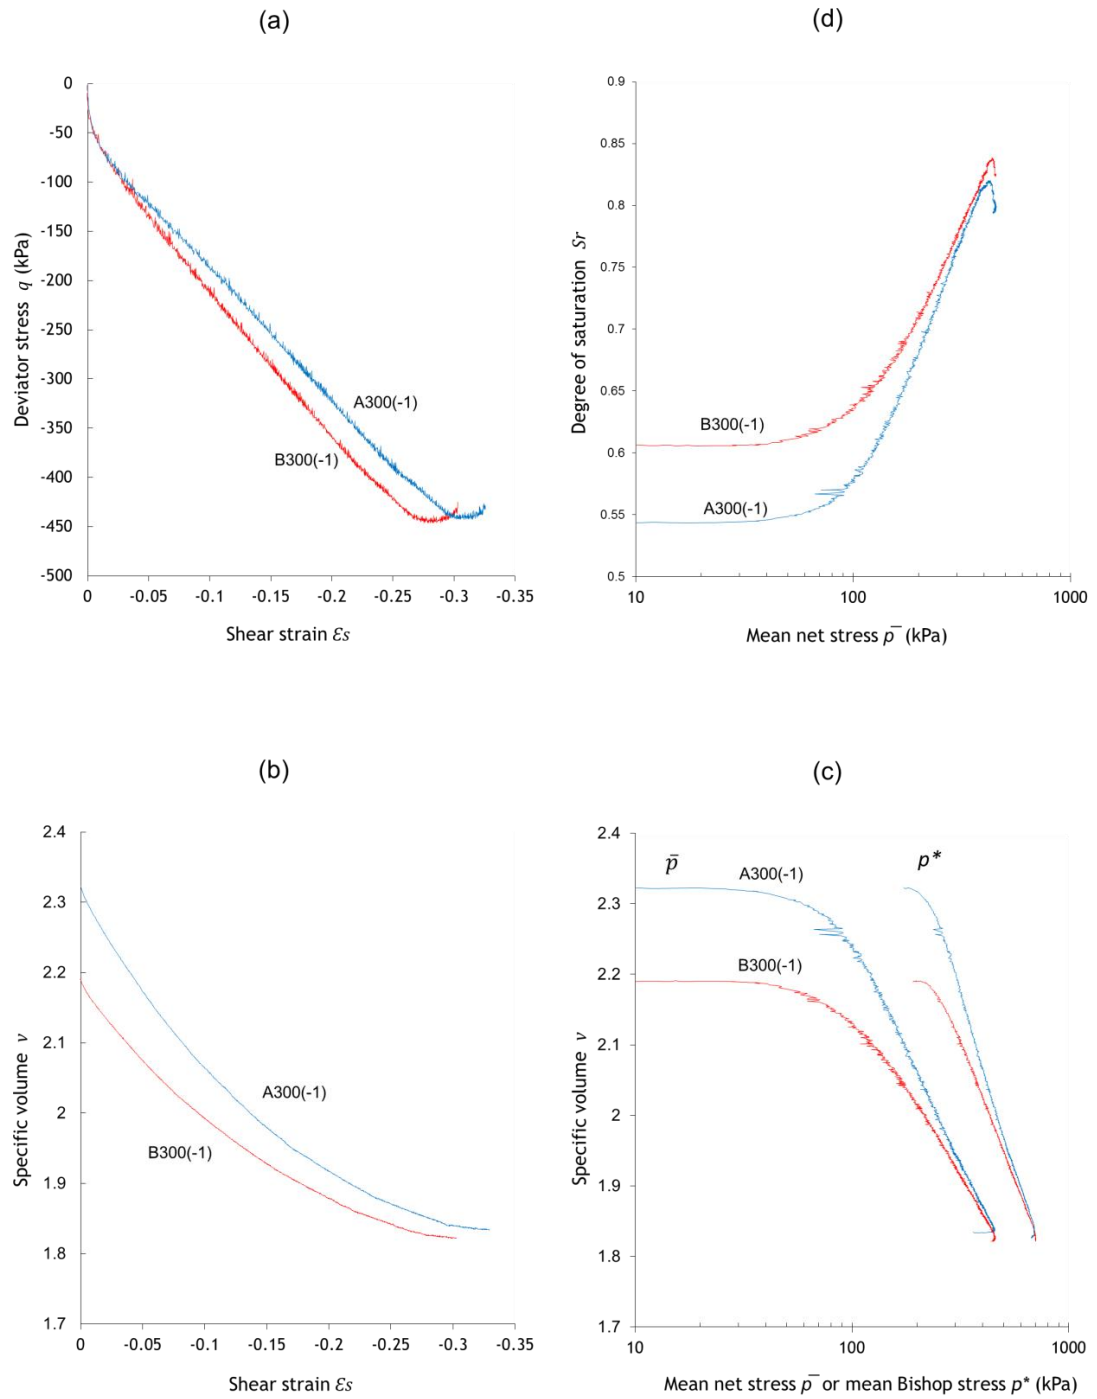 (a)
0
-50
-100
-150
-200
-250
-300
-350
-400
-450
-500
Deviator stress q (kPa)
A300(-1)
B300(-1)
0 -0.05 -0.1 -0.15 -0.2 -0.25 -0.3 -0.35
Shear strain Ɛs
(d)
0.9
0.85
0.8
0.75
0.7
0.65
0.6
0.55
0.5
Degree of saturation Sr
B300(-1)
A300(-1)
10 100 1000
Mean net stress p¯ (kPa)
(b)
2.4
2.3
2.2
2.1
2
1.9
1.8
1.7
Specific volume v
A300(-1)
B300(-1)
0 -0.05 -0.1 -0.15 -0.2 -0.25 -0.3 -0.35
Shear strain Ɛs
(c)
2.4
2.3
2.2
2.1
2
1.9
1.8
1.7
Specific volume v
p̄ p*
A300(-1)
B300(-1)
10 100 1000
Mean net stress p¯ or mean Bishop stress p* (kPa)